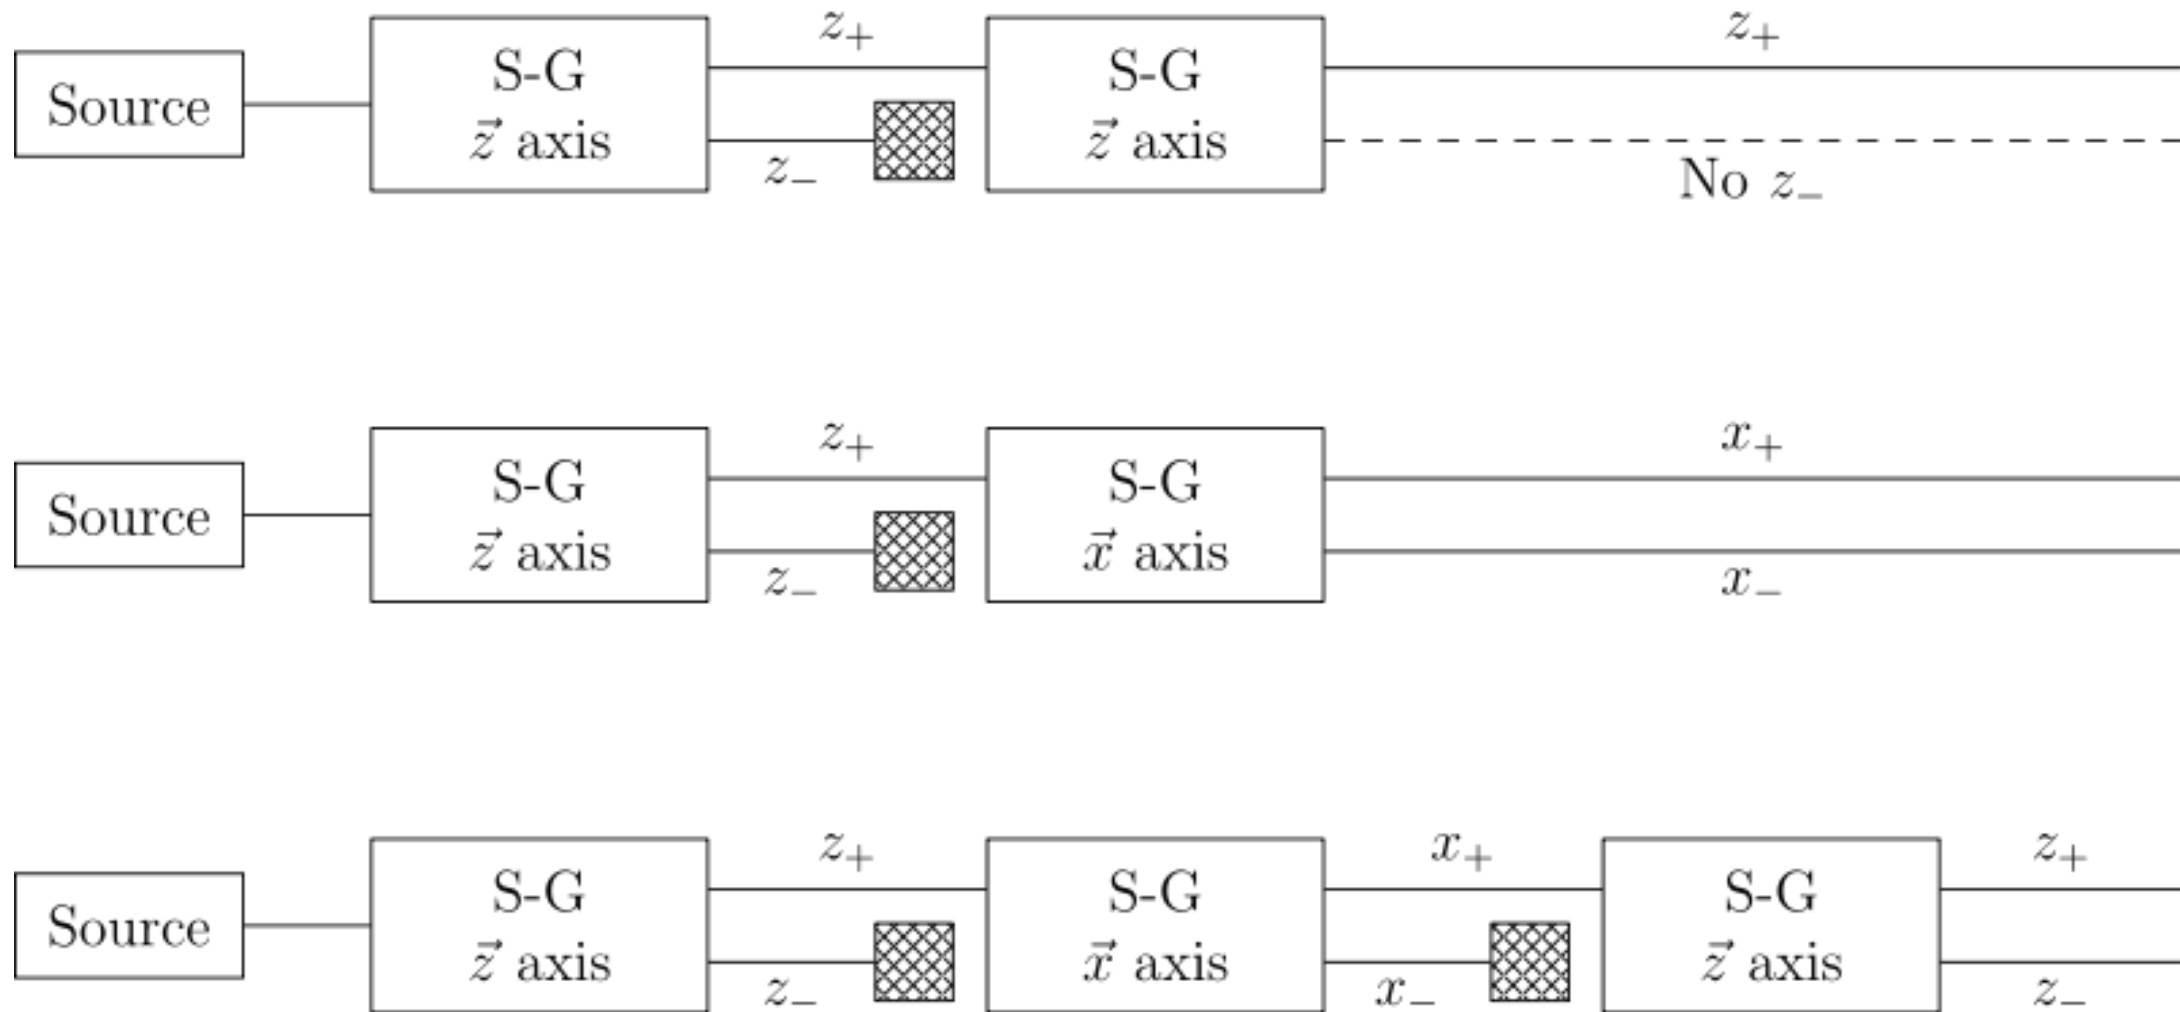 z₊ z₊
Source S-G S-G
z⃗ axis z⃗ axis
z₋ No z₋
z₊ x₊
Source S-G S-G
z⃗ axis x⃗ axis
z₋ x₋
z₊ x₊ z₊
Source S-G S-G S-G
z⃗ axis x⃗ axis z⃗ axis
z₋ x₋ z₋